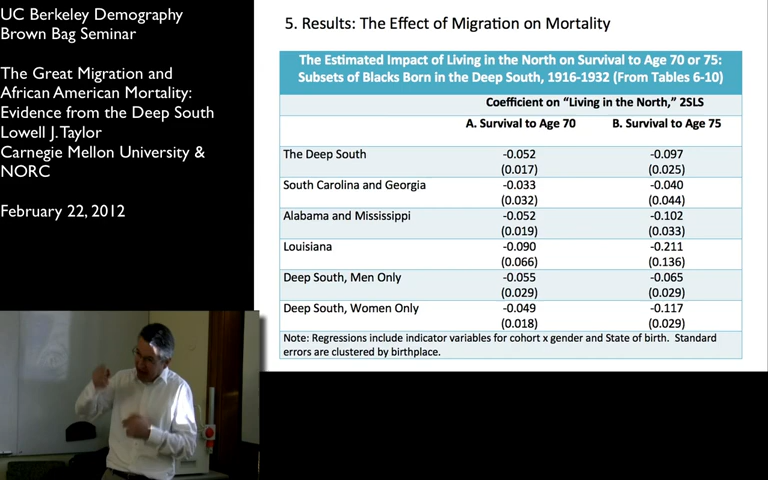 UC Berkeley Demography
Brown Bag Seminar
The Great Migration and
African American Mortality:
Evidence from the Deep South
Lowell J. Taylor
Carnegie Mellon University &
NORC
February 22, 2012
5. Results: The Effect of Migration on Mortality
The Estimated Impact of Living in the North on Survival to Age 70 or 75:
Subsets of Blacks Born in the Deep South, 1916-1932 (From Tables 6-10)
Coefficient on “Living in the North,” 2SLS
A. Survival to Age 70 B. Survival to Age 75
The Deep South -0.052 -0.097
(0.017) (0.025)
South Carolina and Georgia -0.033 -0.040
(0.032) (0.044)
Alabama and Mississippi -0.052 -0.102
(0.019) (0.033)
Louisiana -0.090 -0.211
(0.066) (0.136)
Deep South, Men Only -0.055 -0.065
(0.029) (0.029)
Deep South, Women Only -0.049 -0.117
(0.018) (0.029)
Note: Regressions include indicator variables for cohort x gender and State of birth. Standard
errors are clustered by birthplace.